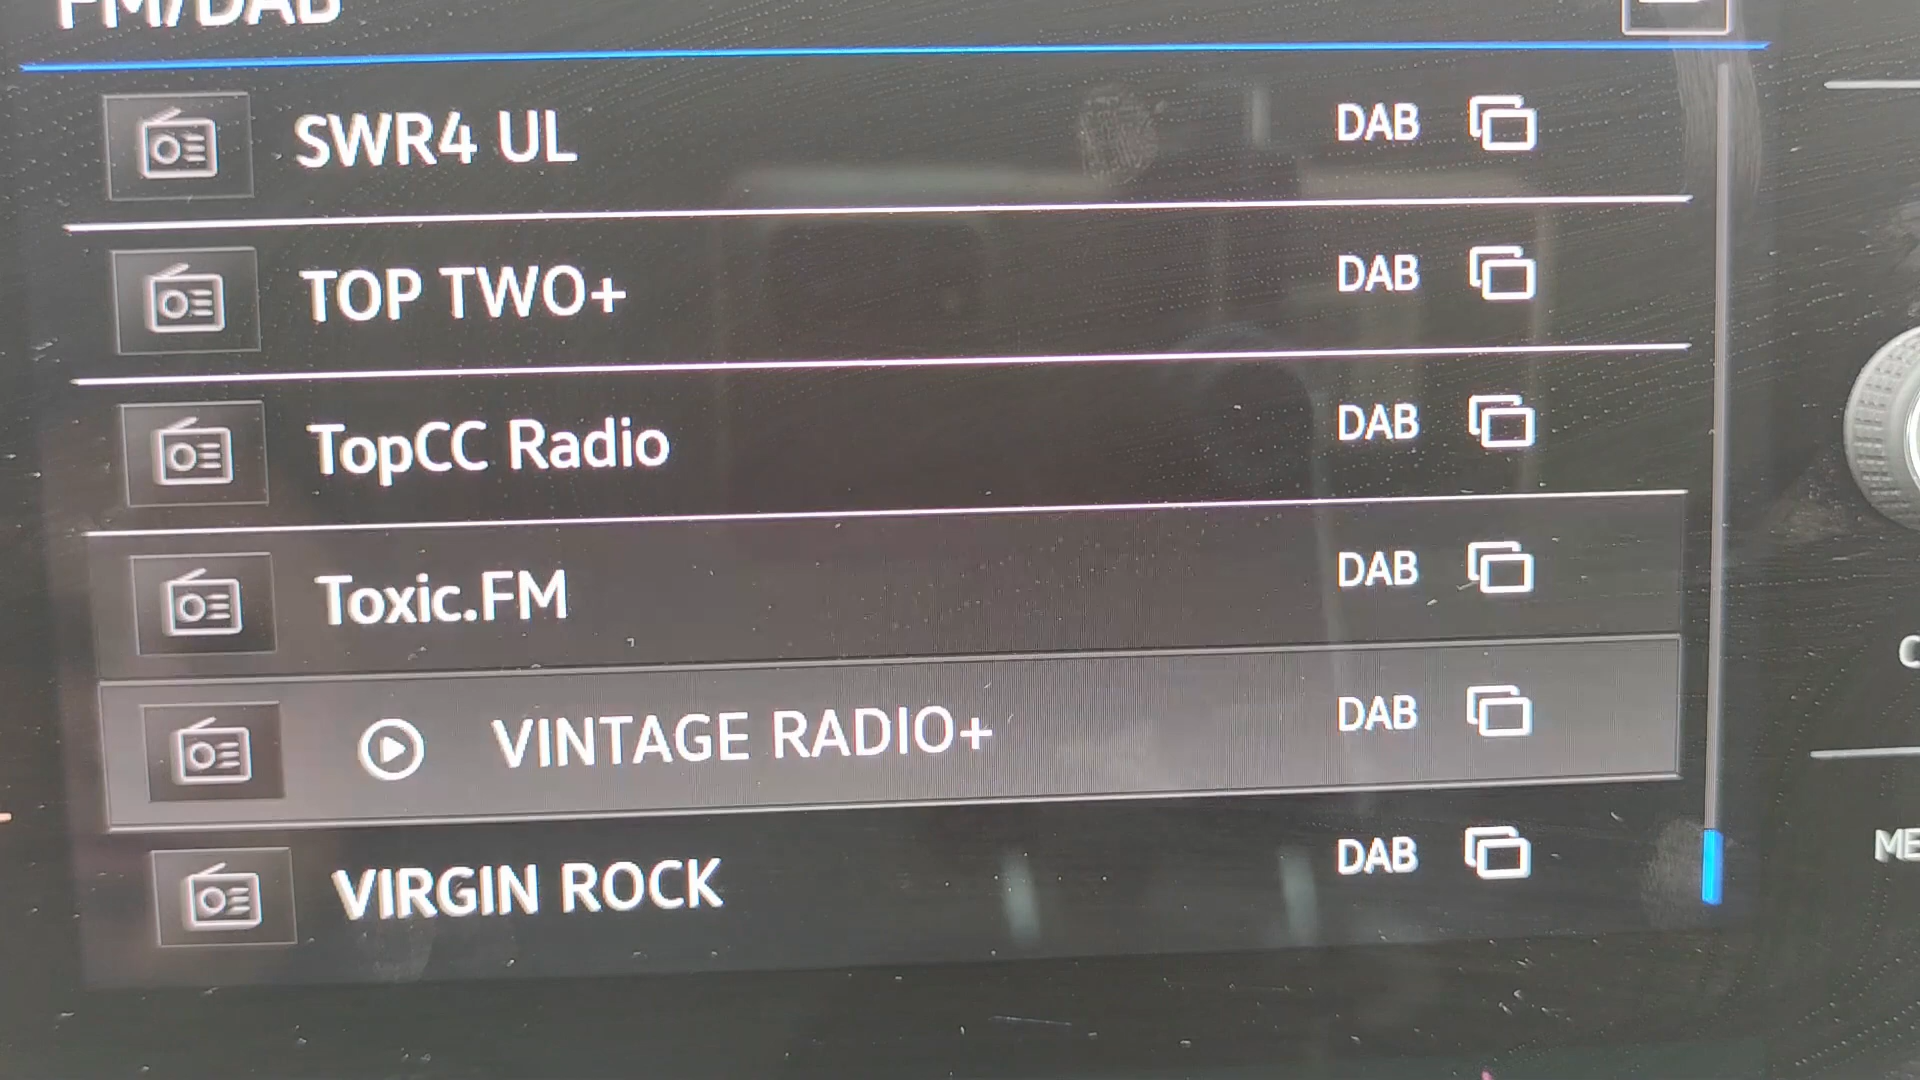 FM/DAB
SWR4 UL DAB
TOP TWO+ DAB
TopCC Radio DAB
Toxic.FM DAB
VINTAGE RADIO+ DAB
VIRGIN ROCK DAB